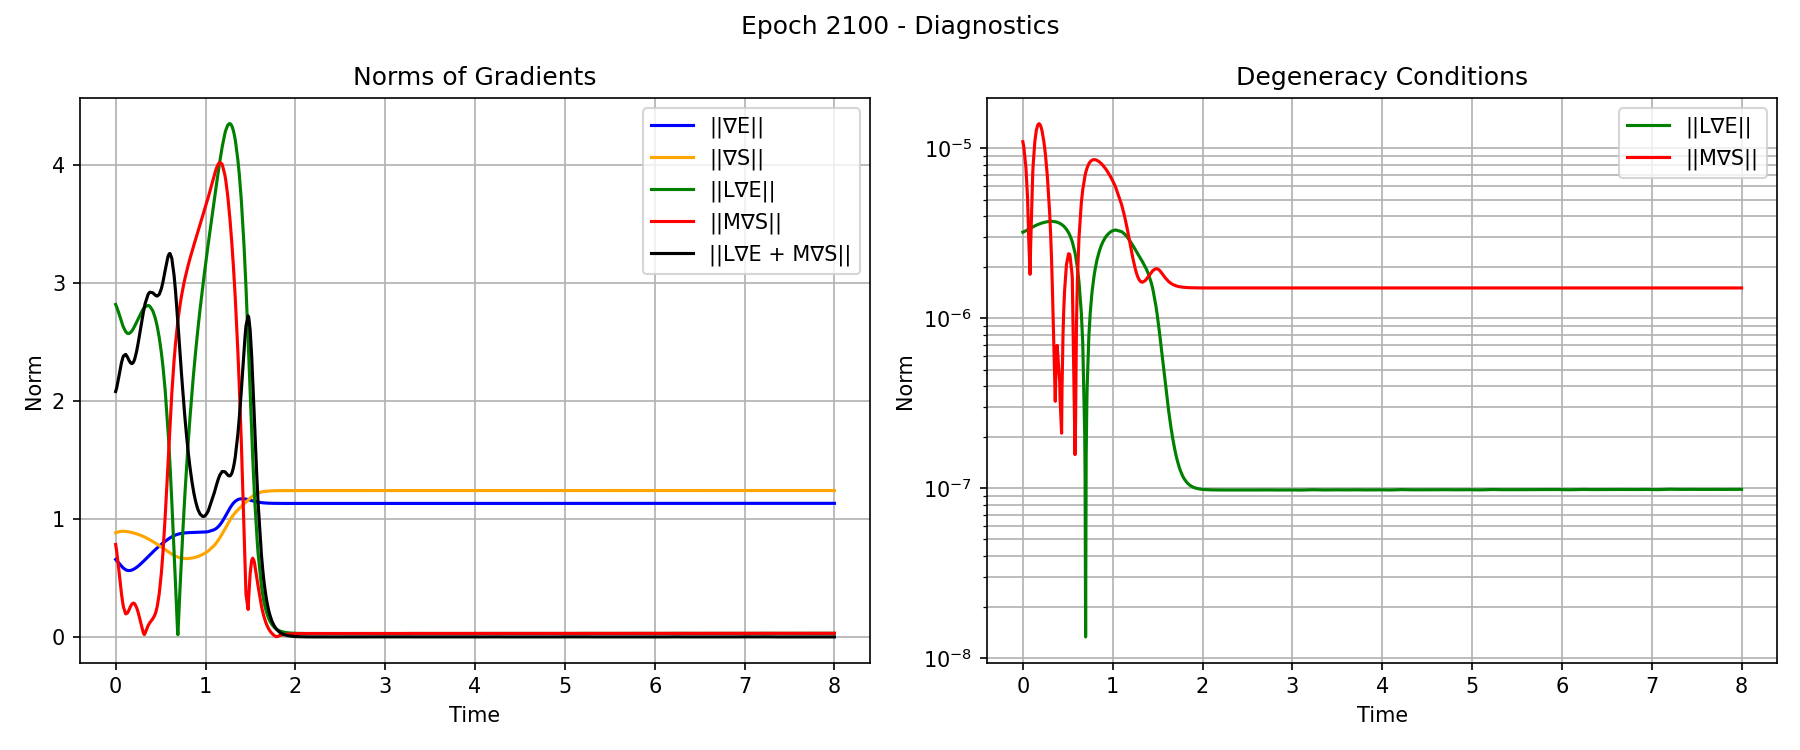 Epoch 2100 - Diagnostics
Norms of Gradients
Norm
4
3
2
1
0
||∇E||
||∇S||
||L∇E||
||M∇S||
||L∇E + M∇S||
0 1 2 3 4 5 6 7 8
Time
Degeneracy Conditions
Norm
10⁻⁵
10⁻⁶
10⁻⁷
10⁻⁸
||L∇E||
||M∇S||
0 1 2 3 4 5 6 7 8
Time